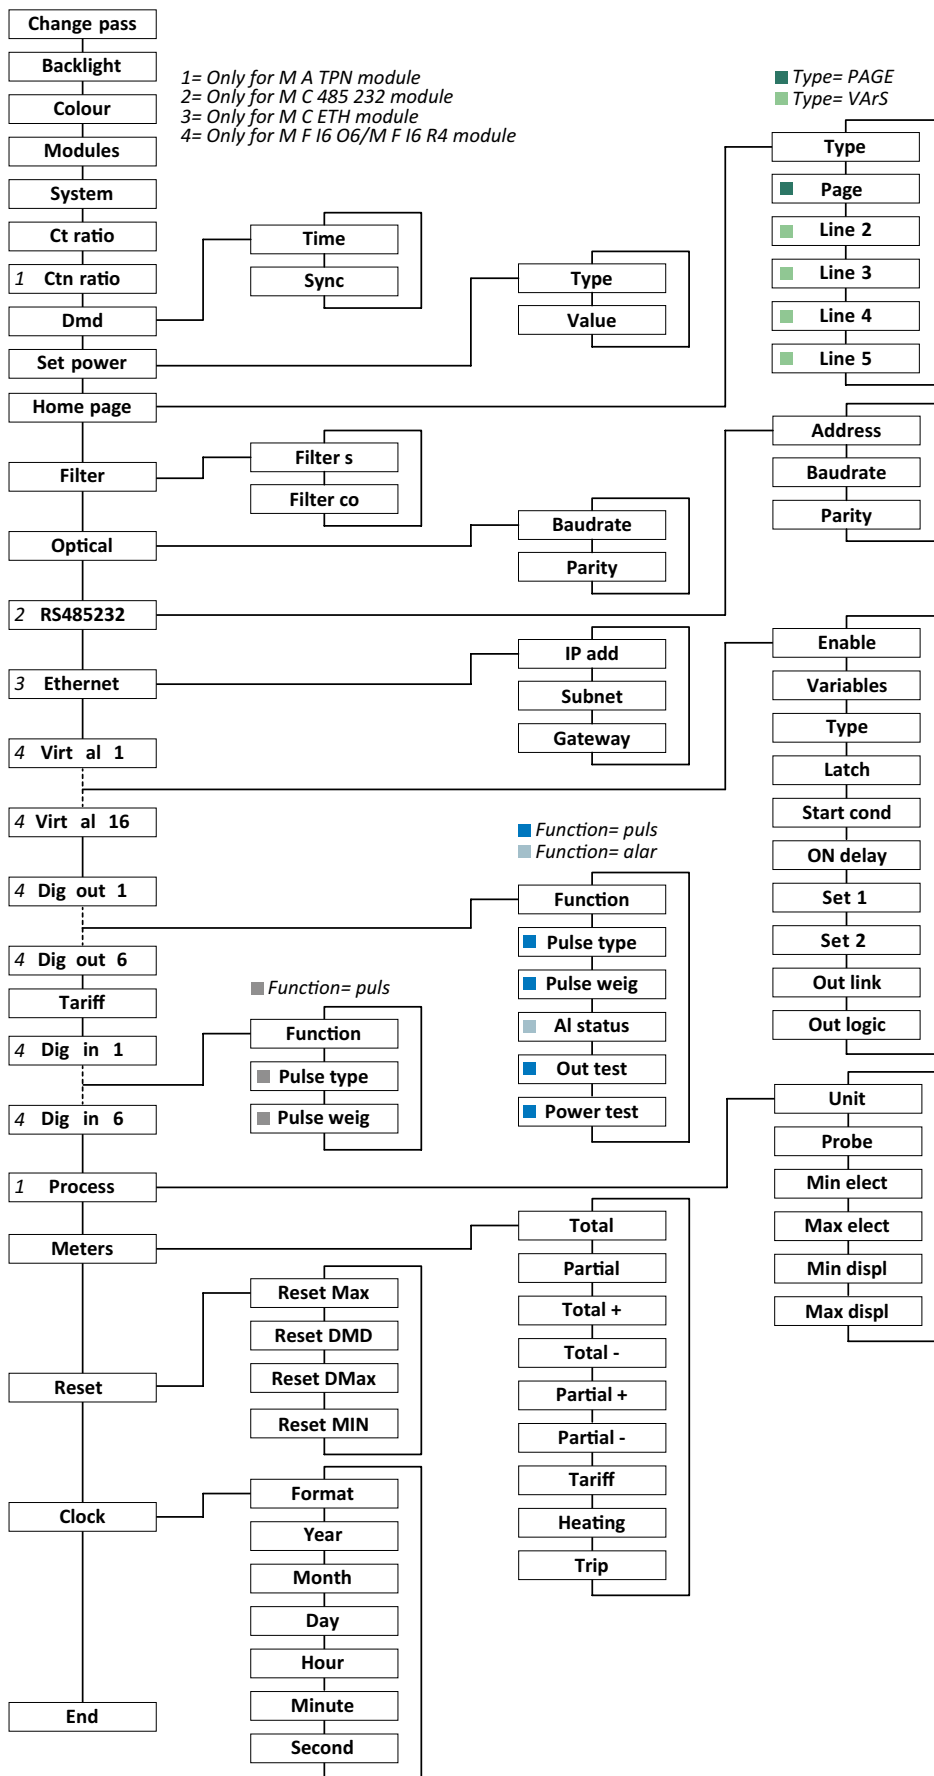 Change pass
Backlight
Colour
Modules
System
Ct ratio
1 Ctn ratio
Dmd
Set power
Home page
Filter
Optical
2 RS485232
3 Ethernet
4 Virt al 1
4 Virt al 16
4 Dig out 1
4 Dig out 6
Tariff
4 Dig in 1
4 Dig in 6
1 Process
Meters
Reset
Clock
End
1= Only for M A TPN module
2= Only for M C 485 232 module
3= Only for M C ETH module
4= Only for M F I6 O6/M F I6 R4 module
Time
Sync
Type
Value
Type= PAGE
Type= VArS
Type
Page
Line 2
Line 3
Line 4
Line 5
Filter s
Filter co
Baudrate
Parity
Address
Baudrate
Parity
IP add
Subnet
Gateway
Enable
Variables
Type
Latch
Start cond
ON delay
Set 1
Set 2
Out link
Out logic
Function= puls
Function= alar
Function
Pulse type
Pulse weig
Al status
Out test
Power test
Function= puls
Function
Pulse type
Pulse weig
Unit
Probe
Min elect
Max elect
Min displ
Max displ
Total
Partial
Total +
Total -
Partial +
Partial -
Tariff
Heating
Trip
Reset Max
Reset DMD
Reset DMax
Reset MIN
Format
Year
Month
Day
Hour
Minute
Second